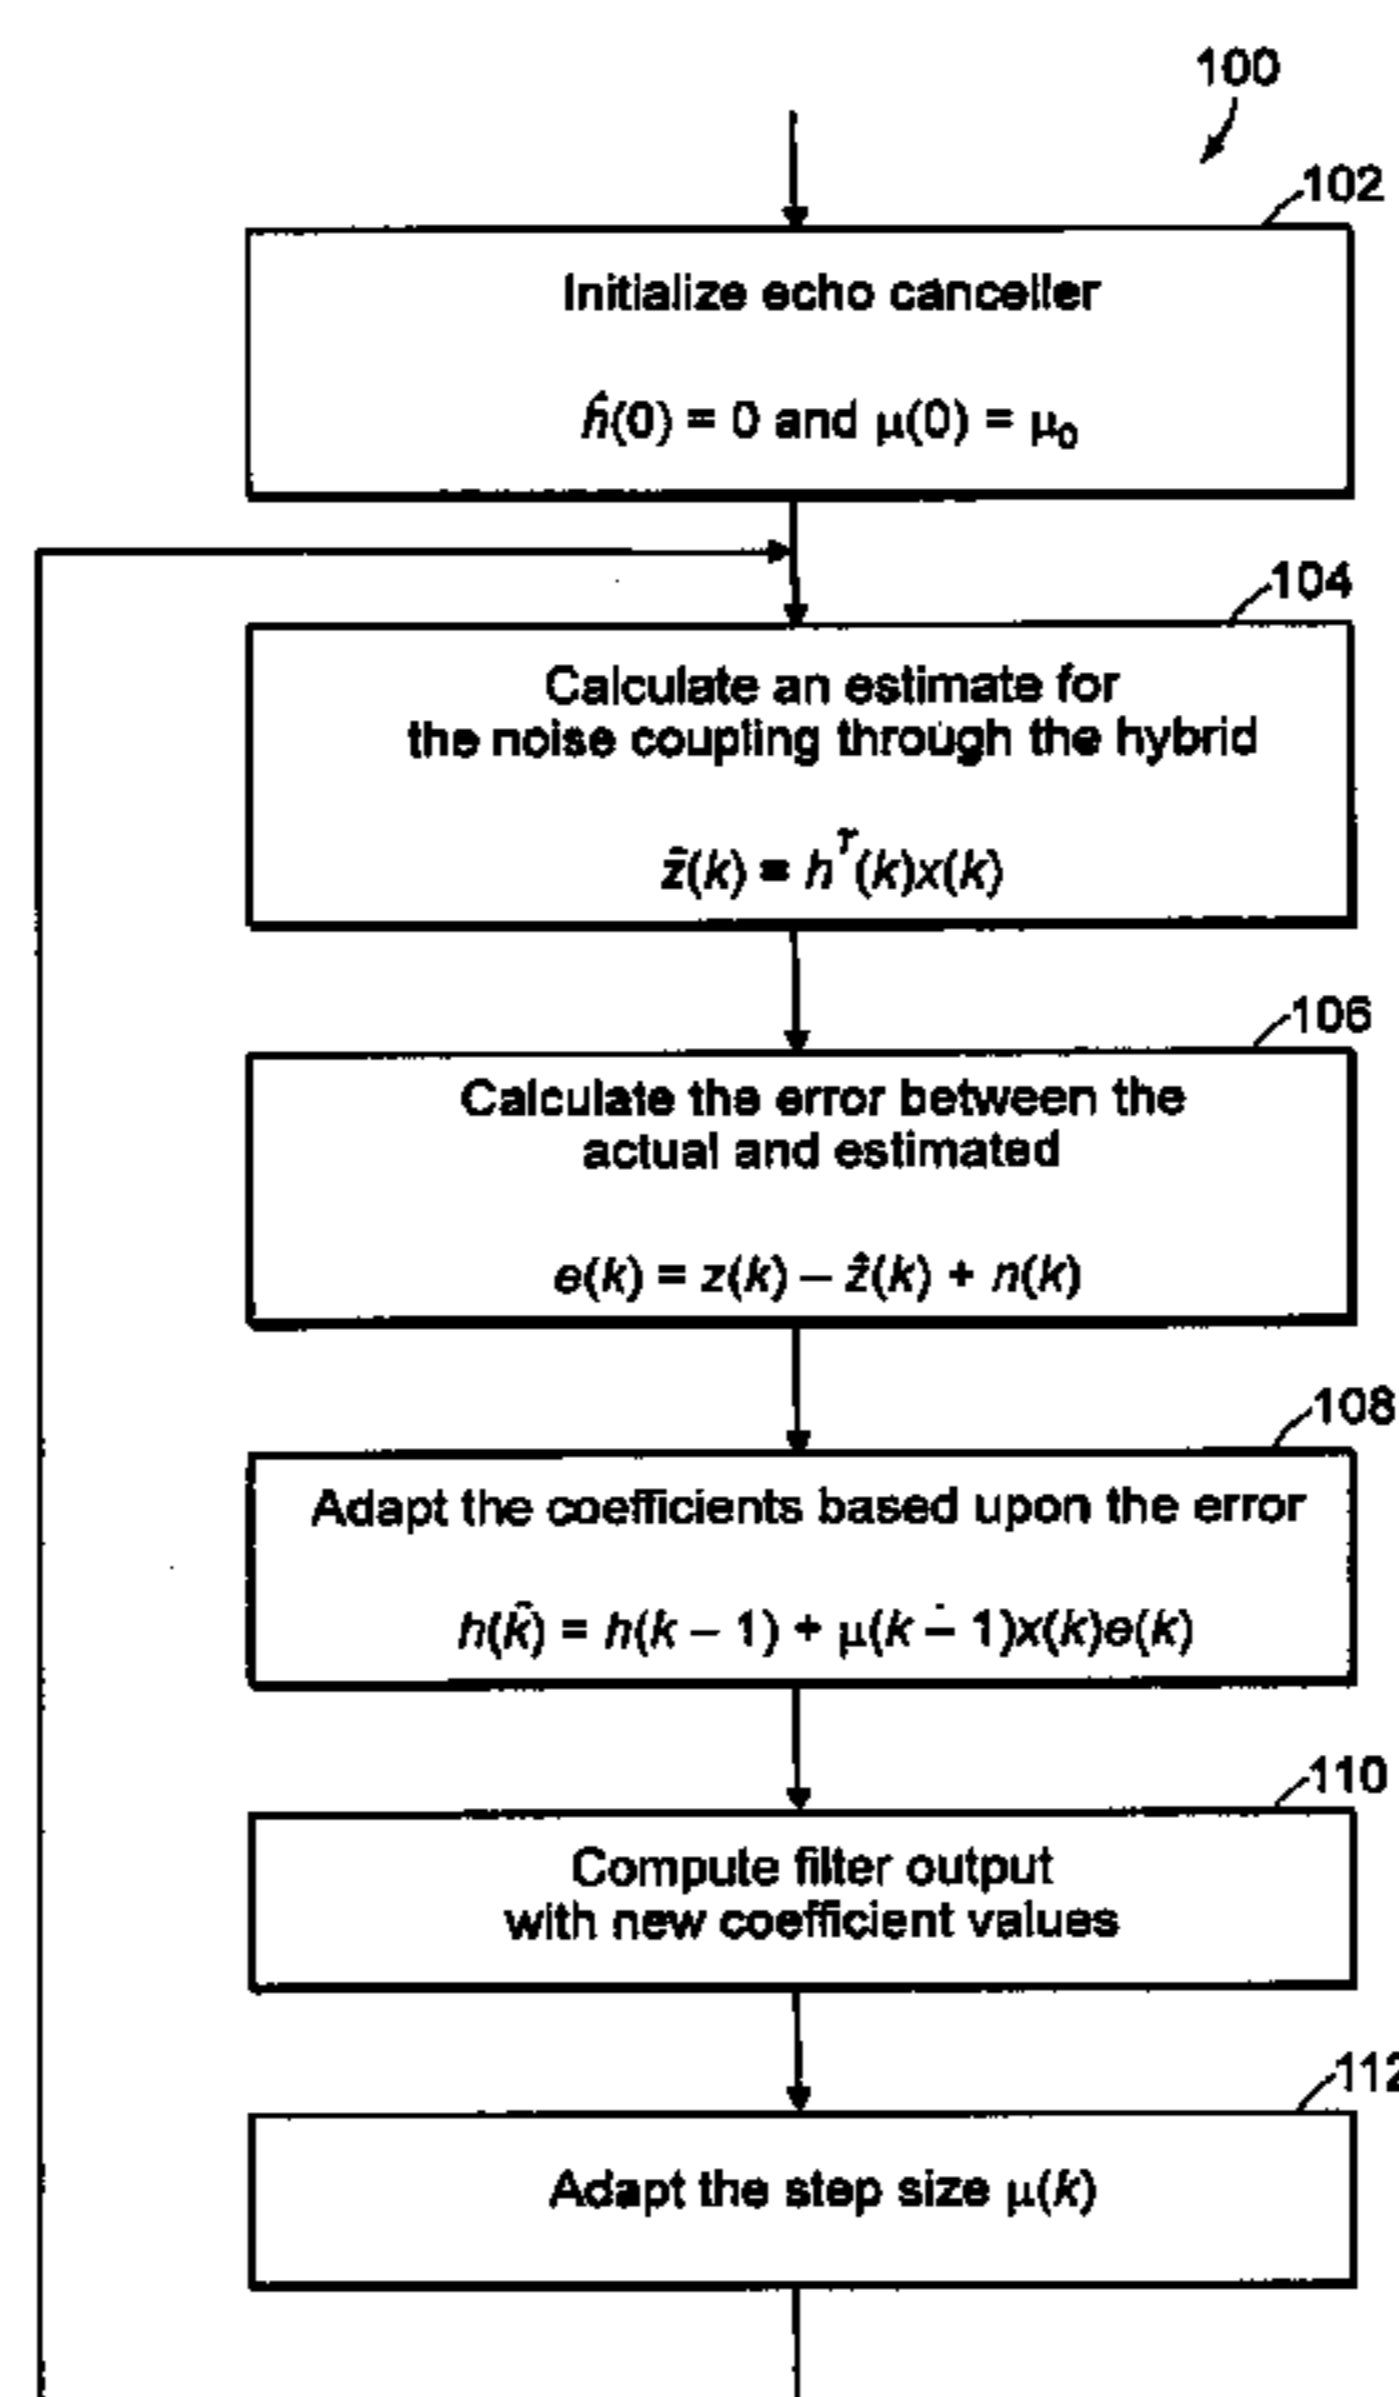 100
102
Initialize echo canceller
ĥ(0) = 0 and μ(0) = μ₀
104
Calculate an estimate for
the noise coupling through the hybrid
z̄(k) = hᵀ(k)x(k)
106
Calculate the error between the
actual and estimated
e(k) = z(k) – ẑ(k) + n(k)
108
Adapt the coefficients based upon the error
h(k̂) = h(k – 1) + μ(k – 1)x(k)e(k)
110
Compute filter output
with new coefficient values
112
Adapt the step size μ(k)